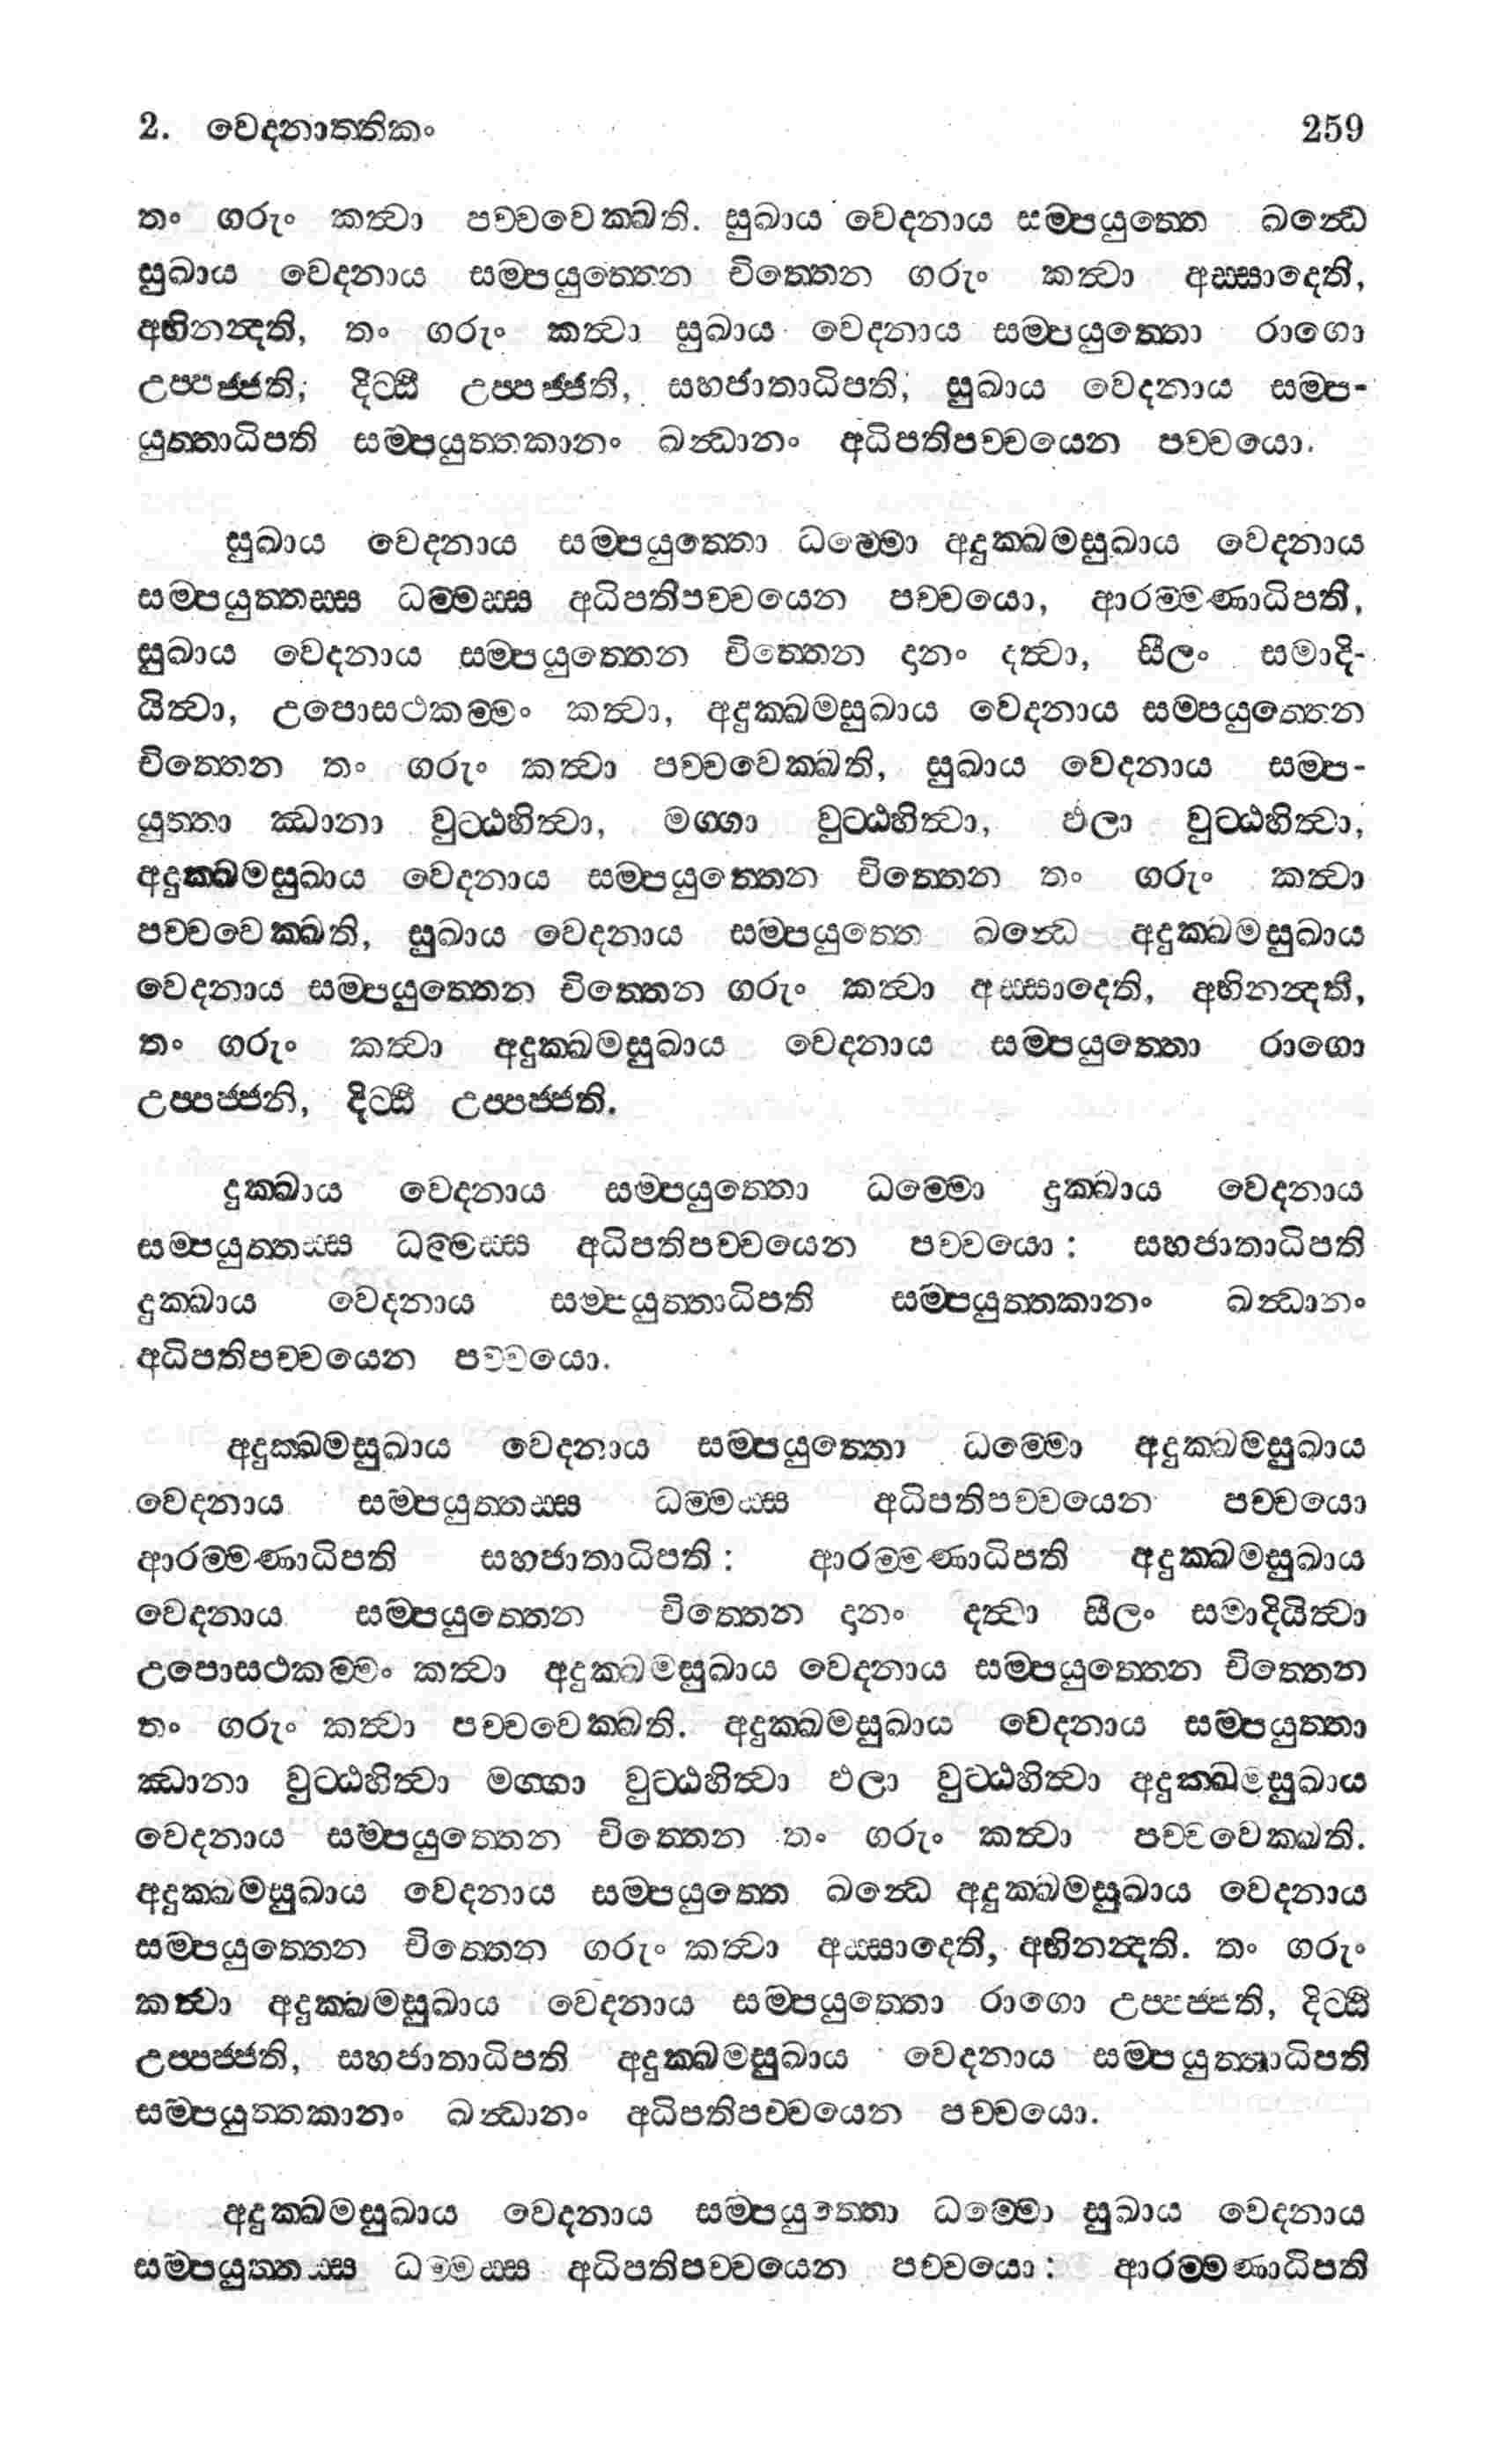 2. වෙදනාත්තිකං 259
තං ගරුං කත්‍වා පච්චවෙක්ඛති. සුඛාය වෙදනාය සම්පයුත්තෙ ඛන්‍ධෙ
සුඛාය වෙදනාය සම්පයුත්තෙන චිත්තෙන ගරුං කත්‍වා අස්සාදෙති,
අභිනන්‍දති, තං ගරුං කත්‍වා සුඛාය වෙදනාය සම්පයුත්තො රාගො
උප්පජ්ජති, දිට්ඨි උප්පජ්ජති, සහජාතාධිපති, සුඛාය වෙදනාය සම්ප-
යුත්තාධිපති සම්පයුත්තකානං ඛන්‍ධානං අධිපතිපච්චයෙන පච්චයො.
සුඛාය වෙදනාය සම්පයුත්තො ධම්මො අදුක්ඛමසුඛාය වෙදනාය
සම්පයුත්තස්ස ධම්මස්ස අධිපතිපච්චයෙන පච්චයො, ආරම්මණාධිපති,
සුඛාය වෙදනාය සම්පයුත්තෙන චිත්තෙන දානං දත්‍වා, සීලං සමාදි-
යිත්‍වා, උපොසථකම්මං කත්‍වා, අදුක්ඛමසුඛාය වෙදනාය සම්පයුත්තෙන
චිත්තෙන තං ගරුං කත්‍වා පච්චවෙක්ඛති, සුඛාය වෙදනාය සම්ප-
යුත්තා ඣානා වුට්ඨහිත්‍වා, මග්ගා වුට්ඨහිත්‍වා, ඵලා වුට්ඨහිත්‍වා,
අදුක්ඛමසුඛාය වෙදනාය සම්පයුත්තෙන චිත්තෙන තං ගරුං කත්‍වා
පච්චවෙක්ඛති, සුඛාය වෙදනාය සම්පයුත්තෙ ඛන්‍ධෙ අදුක්ඛමසුඛාය
වෙදනාය සම්පයුත්තෙන චිත්තෙන ගරුං කත්‍වා අස්සාදෙති, අභිනන්‍දති,
තං ගරුං කත්‍වා අදුක්ඛමසුඛාය වෙදනාය සම්පයුත්තො රාගො
උප්පජ්ජති, දිට්ඨි උප්පජ්ජති.
දුක්ඛාය වෙදනාය සම්පයුත්තො ධම්මො දුක්ඛාය වෙදනාය
සම්පයුත්තස්ස ධම්මස්ස අධිපතිපච්චයෙන පච්චයො: සහජාතාධිපති
දුක්ඛාය වෙදනාය සම්පයුත්තාධිපති සම්පයුත්තකානං ඛන්‍ධානං
අධිපතිපච්චයෙන පච්චයො.
අදුක්ඛමසුඛාය වෙදනාය සම්පයුත්තො ධම්මො අදුක්ඛමසුඛාය
වෙදනාය සම්පයුත්තස්ස ධම්මස්ස අධිපතිපච්චයෙන පච්චයො
ආරම්මණාධිපති සහජාතාධිපති: ආරම්මණාධිපති අදුක්ඛමසුඛාය
වෙදනාය සම්පයුත්තෙන චිත්තෙන දානං දත්‍වා සීලං සමාදියිත්‍වා
උපොසථකම්මං කත්‍වා අදුක්ඛමසුඛාය වෙදනාය සම්පයුත්තෙන චිත්තෙන
තං ගරුං කත්‍වා පච්චවෙක්ඛති. අදුක්ඛමසුඛාය වෙදනාය සම්පයුත්තා
ඣානා වුට්ඨහිත්‍වා මග්ගා වුට්ඨහිත්‍වා ඵලා වුට්ඨහිත්‍වා අදුක්ඛමසුඛාය
වෙදනාය සම්පයුත්තෙන චිත්තෙන තං ගරුං කත්‍වා පච්චවෙක්ඛති.
අදුක්ඛමසුඛාය වෙදනාය සම්පයුත්තෙ ඛන්‍ධෙ අදුක්ඛමසුඛාය වෙදනාය
සම්පයුත්තෙන චිත්තෙන ගරුං කත්‍වා අස්සාදෙති, අභිනන්‍දති. තං ගරුං
කත්‍වා අදුක්ඛමසුඛාය වෙදනාය සම්පයුත්තො රාගො උප්පජ්ජති, දිට්ඨි
උප්පජ්ජති, සහජාතාධිපති අදුක්ඛමසුඛාය වෙදනාය සම්පයුත්තාධිපති
සම්පයුත්තකානං ඛන්‍ධානං අධිපතිපච්චයෙන පච්චයො.
අදුක්ඛමසුඛාය වෙදනාය සම්පයුත්තො ධම්මො සුඛාය වෙදනාය
සම්පයුත්තස්ස ධම්මස්ස අධිපතිපච්චයෙන පච්චයො: ආරම්මණාධිපති